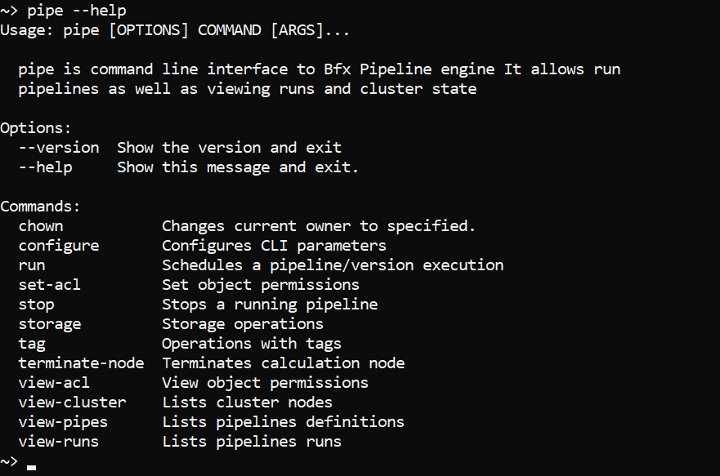 ~> pipe --help
Usage: pipe [OPTIONS] COMMAND [ARGS]...
pipe is command line interface to Bfx Pipeline engine It allows run
pipelines as well as viewing runs and cluster state
Options:
--version  Show the version and exit
--help     Show this message and exit.
Commands:
chown           Changes current owner to specified.
configure       Configures CLI parameters
run             Schedules a pipeline/version execution
set-acl         Set object permissions
stop            Stops a running pipeline
storage         Storage operations
tag             Operations with tags
terminate-node  Terminates calculation node
view-acl        View object permissions
view-cluster    Lists cluster nodes
view-pipes      Lists pipelines definitions
view-runs       Lists pipelines runs
~>